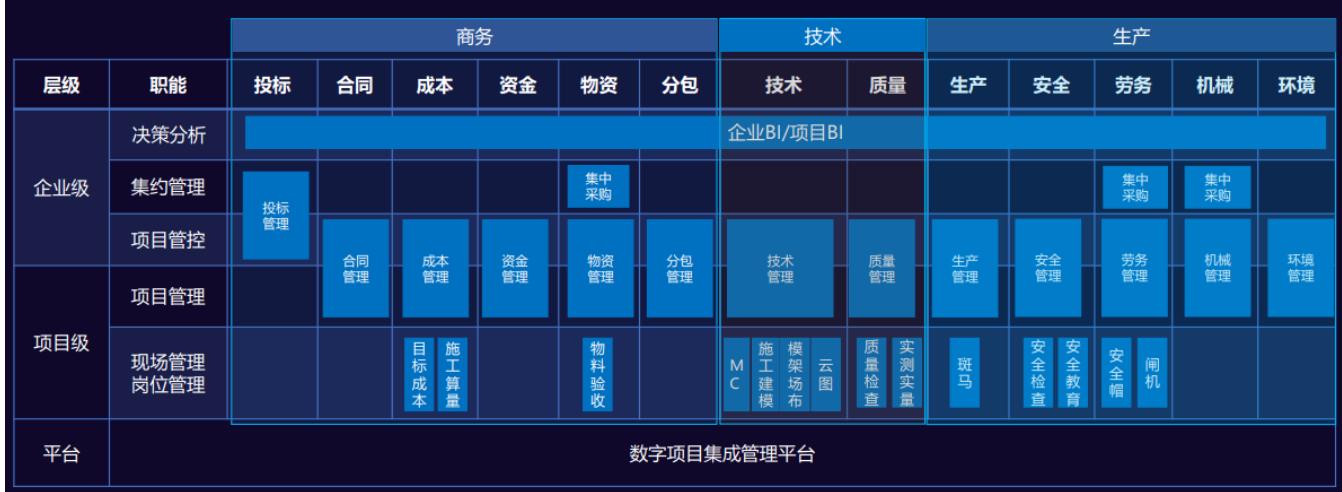 商务
技术
生产
层级 职能 投标 合同 成本 资金 物资 分包 技术 质量 生产 安全 劳务 机械 环境
企业级
决策分析
企业BI/项目BI
集约管理
投标
管理
集中
采购
集中
采购
集中
采购
项目管控
合同
管理
成本
管理
资金
管理
物资
管理
分包
管理
技术
管理
质量
管理
生产
管理
安全
管理
劳务
管理
机械
管理
环境
管理
项目级
项目管理
现场管理
岗位管理
目标成本
施工算量
物料验收
MC
施工建模
模架场布
云图
质量检查
实测实量
斑马
安全检查
安全教育
安全帽
闸机
平台
数字项目集成管理平台